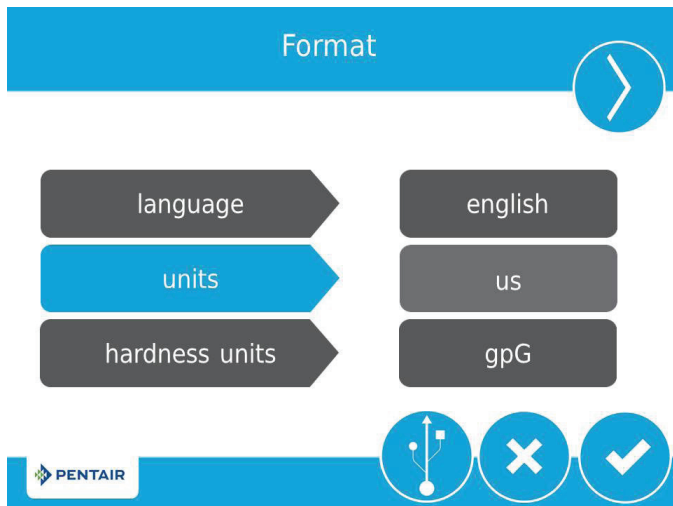 Format
language
english
units
us
hardness units
gpG
PENTAIR